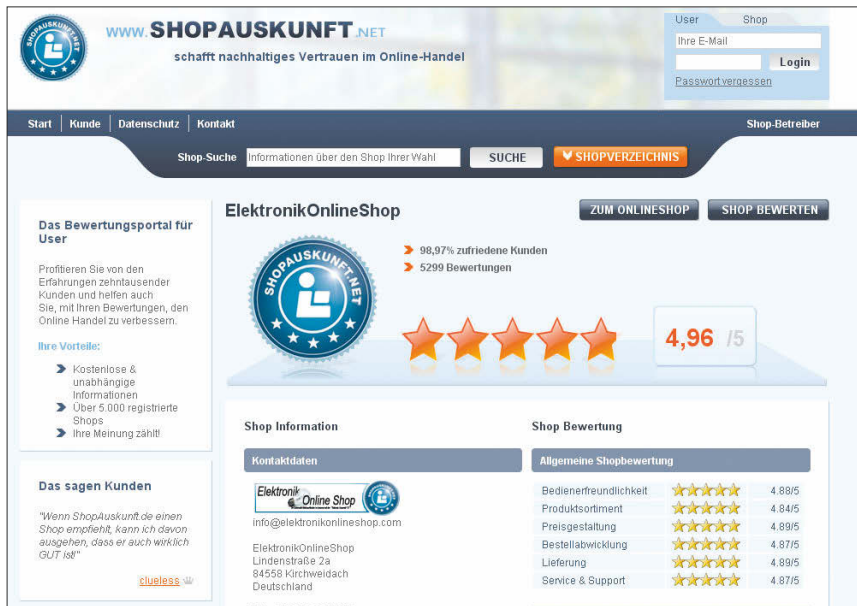 WWW.SHOPAUSKUNFT.NET
schafft nachhaltiges Vertrauen im Online-Handel
SHOPAUSKUNFT.NET
User Shop
Ihre E-Mail
Login
Passwort vergessen
Start Kunde Datenschutz Kontakt Shop-Betreiber
Shop-Suche Informationen über den Shop Ihrer Wahl SUCHE SHOPVERZEICHNIS
Das Bewertungsportal für
User
Profitieren Sie von den
Erfahrungen zehntausender
Kunden und helfen auch
Sie, mit Ihren Bewertungen, den
Online Handel zu verbessern.
Ihre Vorteile:
Kostenlose &
unabhängige
Informationen
Über 5.000 registrierte
Shops
Ihre Meinung zählt!
Das sagen Kunden
"Wenn ShopAuskunft.de einen
Shop empfiehlt, kann ich davon
ausgehen, dass er auch wirklich
GUT ist!"
clueless
ElektronikOnlineShop ZUM ONLINESHOP SHOP BEWERTEN
SHOPAUSKUNFT.NET
98,97% zufriedene Kunden
5299 Bewertungen
4,96 /5
Shop Information
Kontaktdaten
Elektronik
Online Shop
info@elektronikonlineshop.com
ElektronikOnlineShop
Lindenstraße 2a
84558 Kirchweidach
Deutschland
Shop Bewertung
Allgemeine Shopbewertung
Bedienerfreundlichkeit 4.88/5
Produktsortiment 4.84/5
Preisgestaltung 4.89/5
Bestellabwicklung 4.87/5
Lieferung 4.89/5
Service & Support 4.87/5